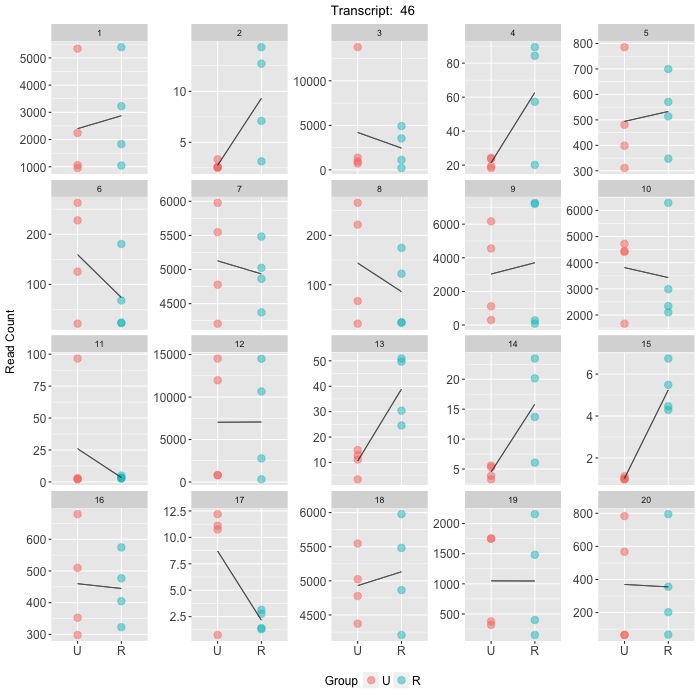 Transcript: 46
1 2 3 4 5
5000 4000 3000 2000 1000
10 5
10000 5000 0
80 60 40 20
800 700 600 500 400 300
6 7 8 9 10
200 100
6000 5500 5000 4500
200 100
6000 4000 2000 0
6000 5000 4000 3000 2000
Read Count
11 12 13 14 15
100 75 50 25 0
15000 10000 5000 0
50 40 30 20 10
20 15 10 5
6 4 2
16 17 18 19 20
600 500 400 300
12.5 10.0 7.5 5.0 2.5
6000 5500 5000 4500
2000 1500 1000 500
800 600 400 200
U R U R U R U R U R
Group U R